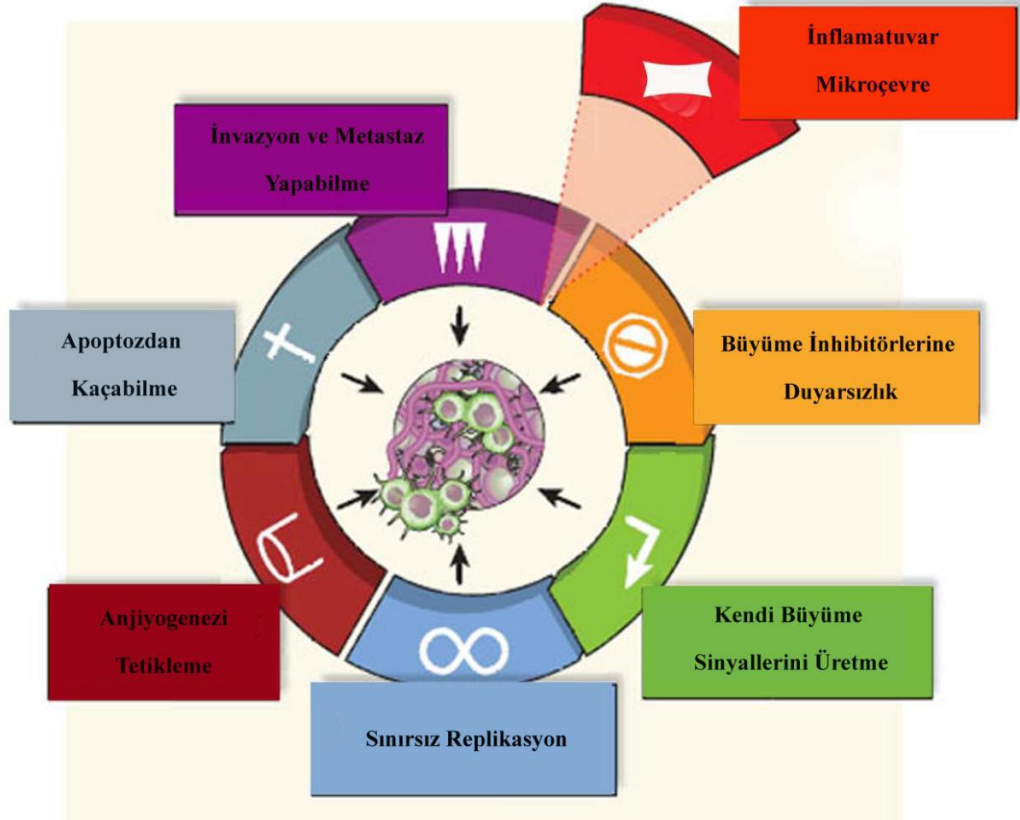 İnflamatuvar
Mikroçevre
İnvazyon ve Metastaz
Yapabilme
Apoptozdan
Kaçabilme
Büyüme İnhibitörlerine
Duyarsızlık
Anjiyogenezi
Tetikleme
Kendi Büyüme
Sinyallerini Üretme
Sınırsız Replikasyon